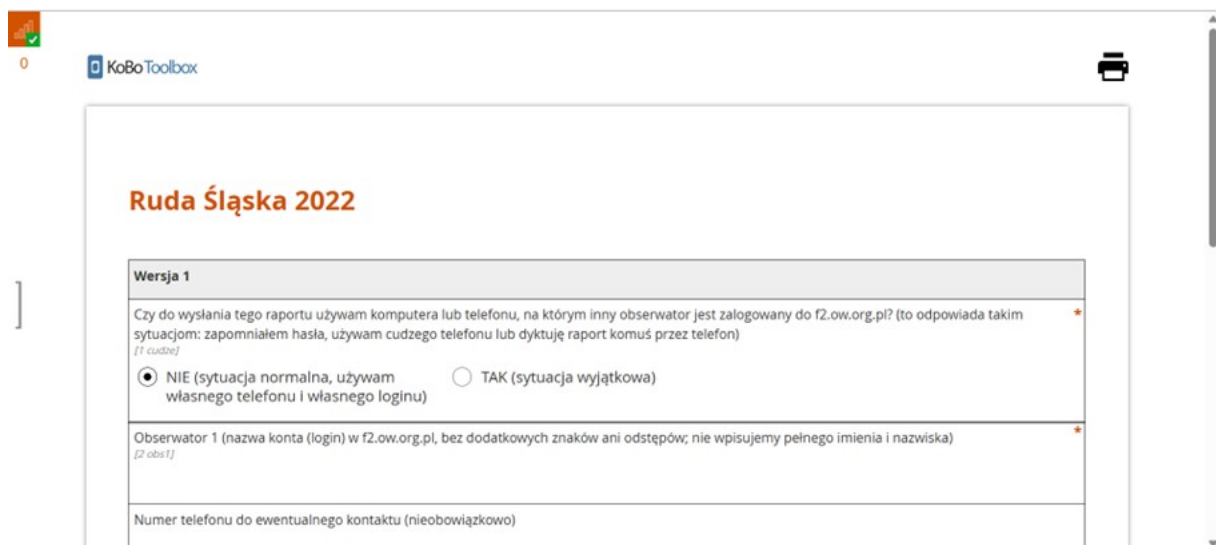 0
KoBoToolbox
Ruda Śląska 2022
Wersja 1
Czy do wysłania tego raportu używam komputera lub telefonu, na którym inny obserwator jest zalogowany do f2.ow.org.pl? (to odpowiada takim *
sytuacjom: zapomniałem hasła, używam cudzego telefonu lub dyktuję raport komuś przez telefon)
[1 cudze]
NIE (sytuacja normalna, używam TAK (sytuacja wyjątkowa)
własnego telefonu i własnego loginu)
Obserwator 1 (nazwa konta (login) w f2.ow.org.pl, bez dodatkowych znaków ani odstępów; nie wpisujemy pełnego imienia i nazwiska) *
[2 obs1]
Numer telefonu do ewentualnego kontaktu (nieobowiązkowo)
]